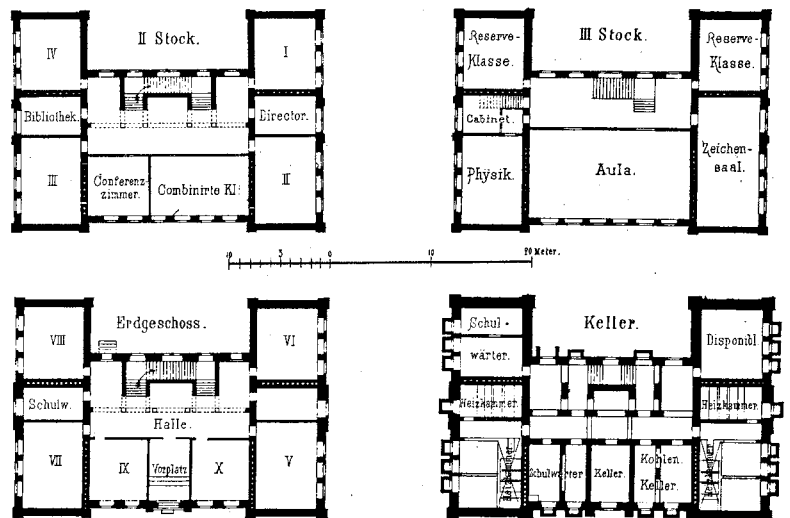 II Stock.
IV
I
Bibliothek.
Director.
III
Conferenz-
zimmer.
Combinirte Kl:
II
III Stock.
Reserve-
Klasse.
Reserve-
Klasse.
Cabinet.
Physik.
Aula.
Zeichen-
saal.
10 5 0 10 20 Meter.
Erdgeschoss.
VIII
VI
Schulw.
Halle.
VII
IX
Vorplatz
X
V
Keller.
Schul-
wärter.
Disponibl
Heizkammer
Heizkammer
Schulwärter
Keller.
Kohlen.
Keller.